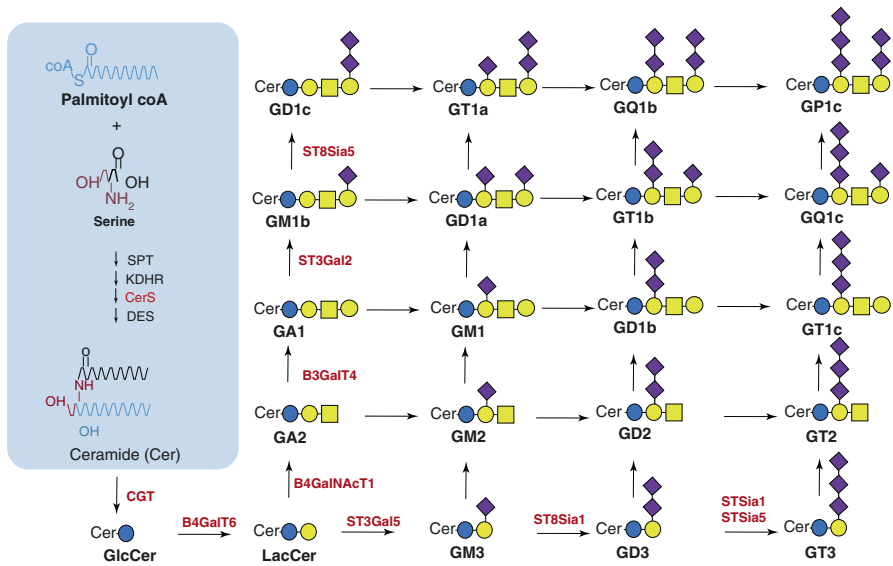 coA
S
O
Palmitoyl coA
+
O
OH
OH
NH2
Serine
SPT
KDHR
CerS
DES
O
NH
OH
OH
Ceramide (Cer)
CGT
Cer
GlcCer
B4GalT6
Cer
LacCer
ST3Gal5
Cer
GM3
ST8Sia1
Cer
GD3
STSia1
STSia5
Cer
GT3
B4GalNAcT1
Cer
GA2
Cer
GM2
Cer
GD2
Cer
GT2
B3GalT4
Cer
GA1
Cer
GM1
Cer
GD1b
Cer
GT1c
ST3Gal2
Cer
GM1b
Cer
GD1a
Cer
GT1b
Cer
GQ1c
ST8Sia5
Cer
GD1c
Cer
GT1a
Cer
GQ1b
Cer
GP1c